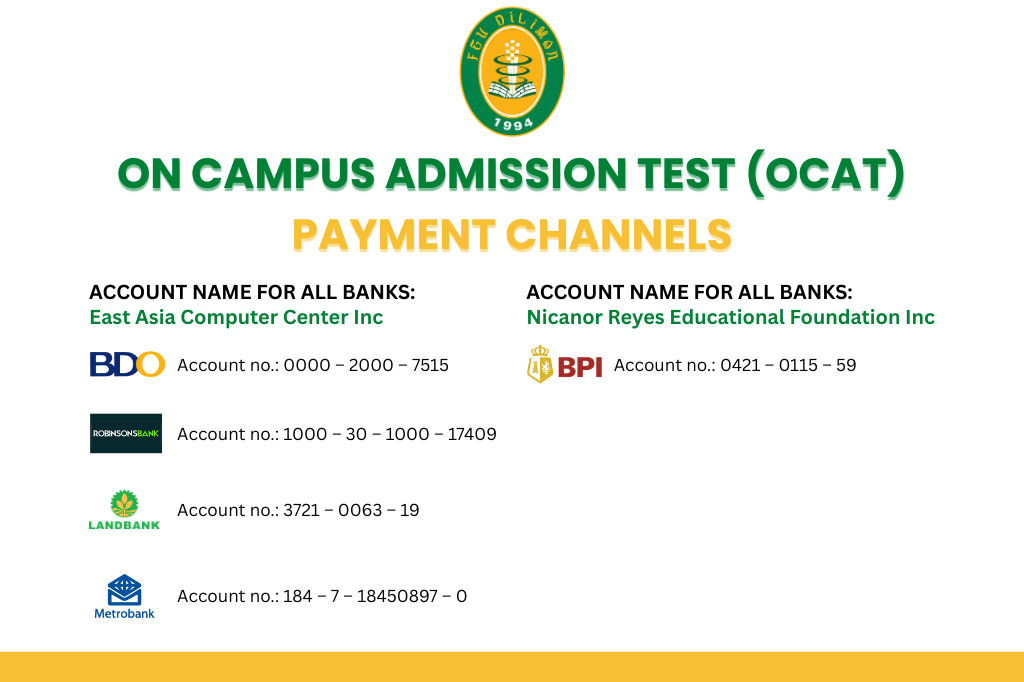 FEU DILIMAN
1994
ON CAMPUS ADMISSION TEST (OCAT)
PAYMENT CHANNELS
ACCOUNT NAME FOR ALL BANKS:
East Asia Computer Center Inc
BDO Account no.: 0000 – 2000 – 7515
ROBINSONSBANK Account no.: 1000 – 30 – 1000 – 17409
LANDBANK Account no.: 3721 – 0063 – 19
Metrobank Account no.: 184 – 7 – 18450897 – 0
ACCOUNT NAME FOR ALL BANKS:
Nicanor Reyes Educational Foundation Inc
BPI Account no.: 0421 – 0115 – 59